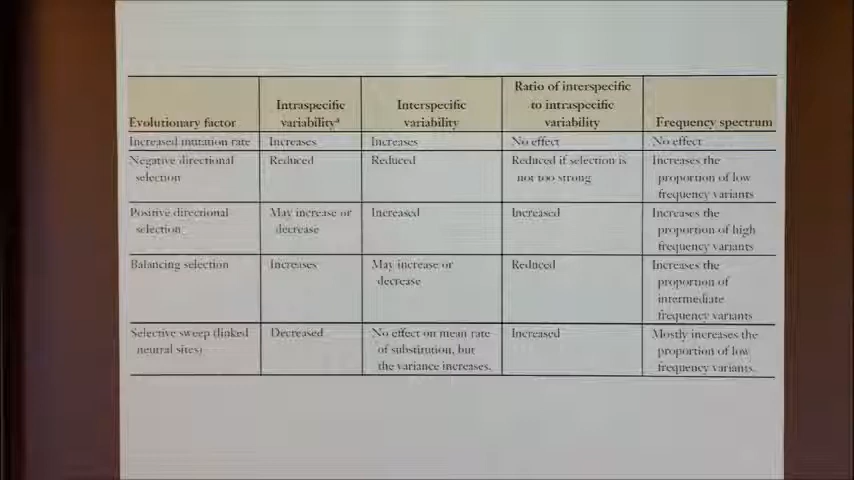 Evolutionary factor
Intraspecific
variabilityª
Interspecific
variability
Ratio of interspecific
to intraspecific
variability
Frequency spectrum
Increased mutation rate
Increases
Increases
No effect
No effect
Negative directional
selection
Reduced
Reduced
Reduced if selection is
not too strong
Increases the
proportion of low
frequency variants
Positive directional
selection
May increase or
decrease
Increased
Increased
Increases the
proportion of high
frequency variants
Balancing selection
Increases
May increase or
decrease
Reduced
Increases the
proportion of
intermediate
frequency variants
Selective sweep (linked
neutral sites)
Decreased
No effect on mean rate
of substitution, but
the variance increases.
Increased
Mostly increases the
proportion of low
frequency variants.